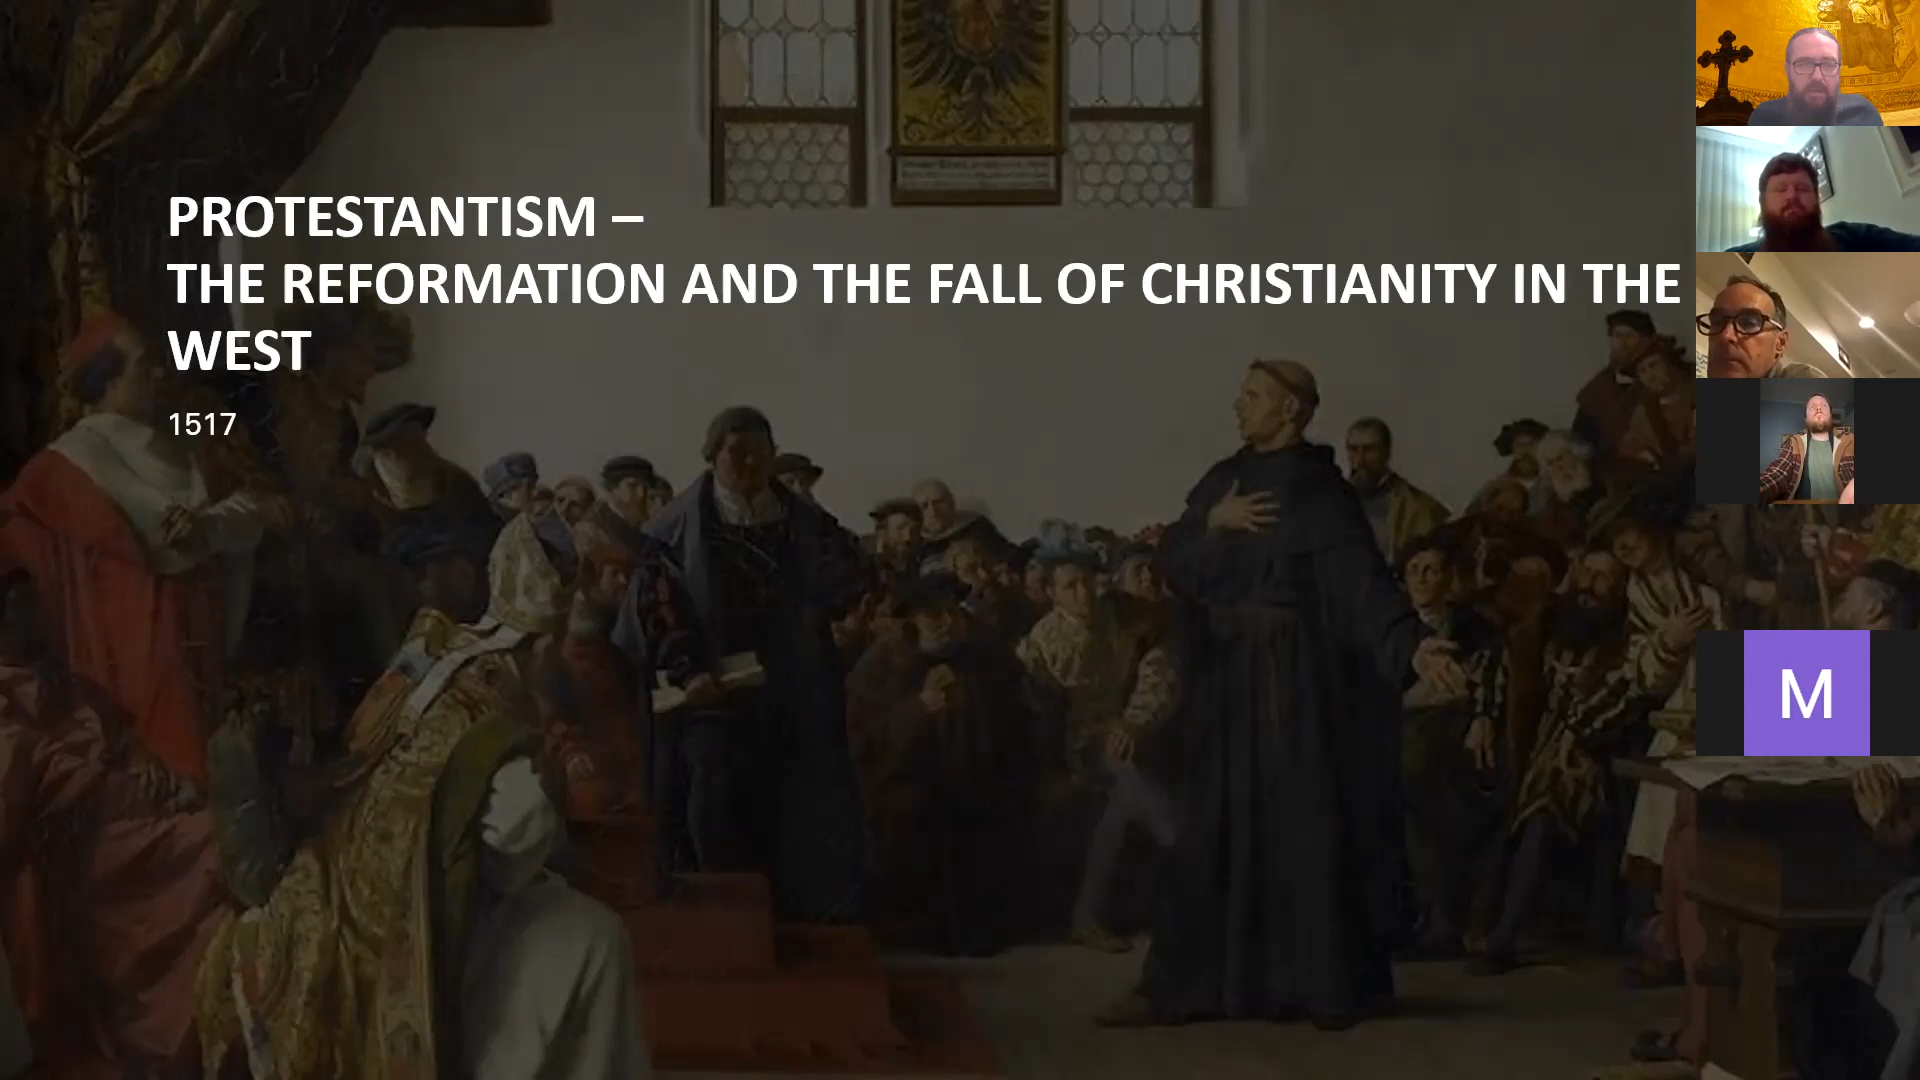 PROTESTANTISM –
THE REFORMATION AND THE FALL OF CHRISTIANITY IN THE
WEST
1517
M